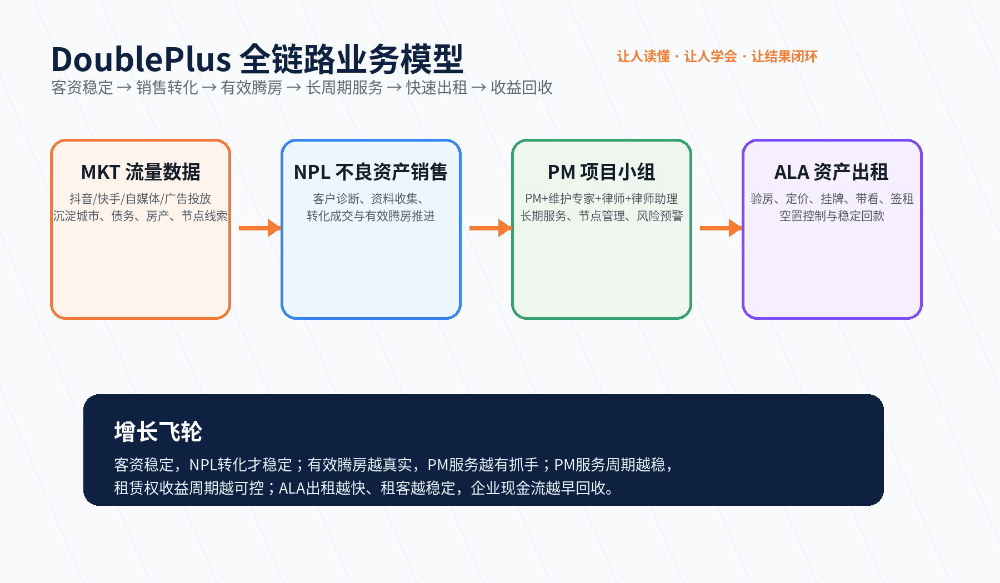 DoublePlus 全链路业务模型
让人读懂 · 让人学会 · 让结果闭环
客资稳定 → 销售转化 → 有效腾房 → 长周期服务 → 快速出租 → 收益回收
MKT 流量数据
抖音/快手/自媒体/广告投放
沉淀城市、债务、房产、节点线索
NPL 不良资产销售
客户诊断、资料收集、
转化成交与有效腾房推进
PM 项目小组
PM+维护专家+律师+律师助理
长期服务、节点管理、风险预警
ALA 资产出租
验房、定价、挂牌、带看、签租
空置控制与稳定回款
增长飞轮
客资稳定，NPL转化才稳定；有效腾房越真实，PM服务越有抓手；PM服务周期越稳，
租赁权收益周期越可控；ALA出租越快、租客越稳定，企业现金流越早回收。